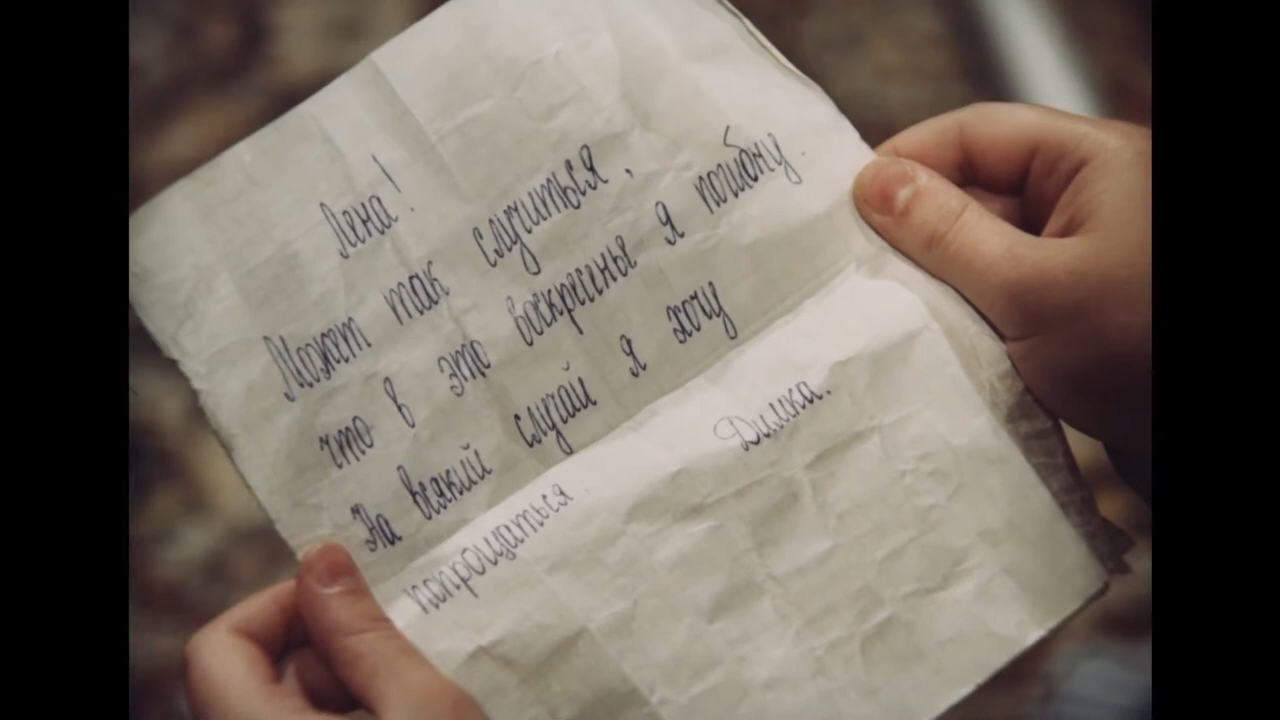 Лена!
Может так случиться,
что в это воскресенье я погибну.
На всякий случай я хочу
попрощаться.
Димка.